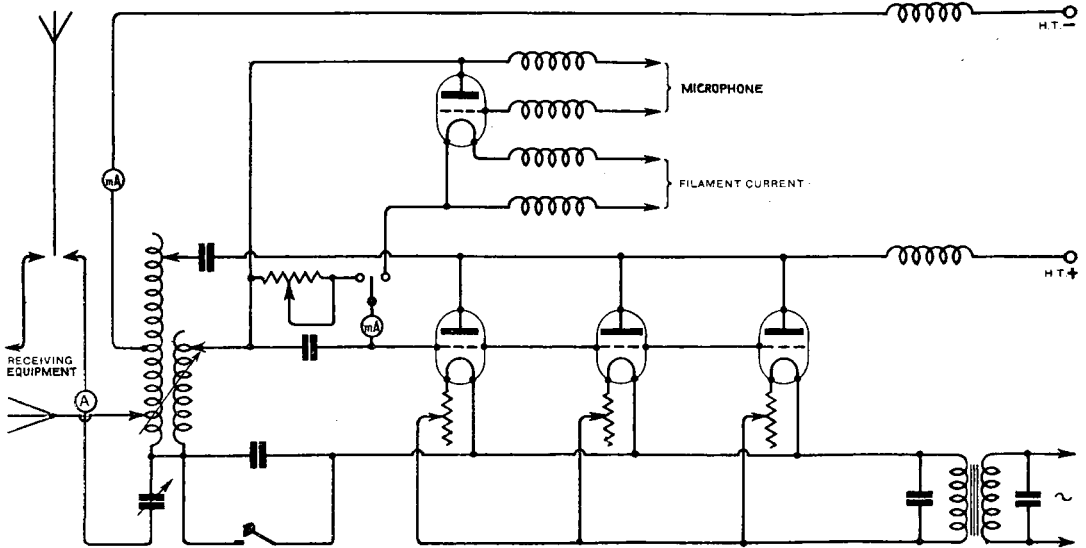 H.T. −
MICROPHONE
FILAMENT CURRENT
mA
H.T. +
mA
RECEIVING
EQUIPMENT
A
~